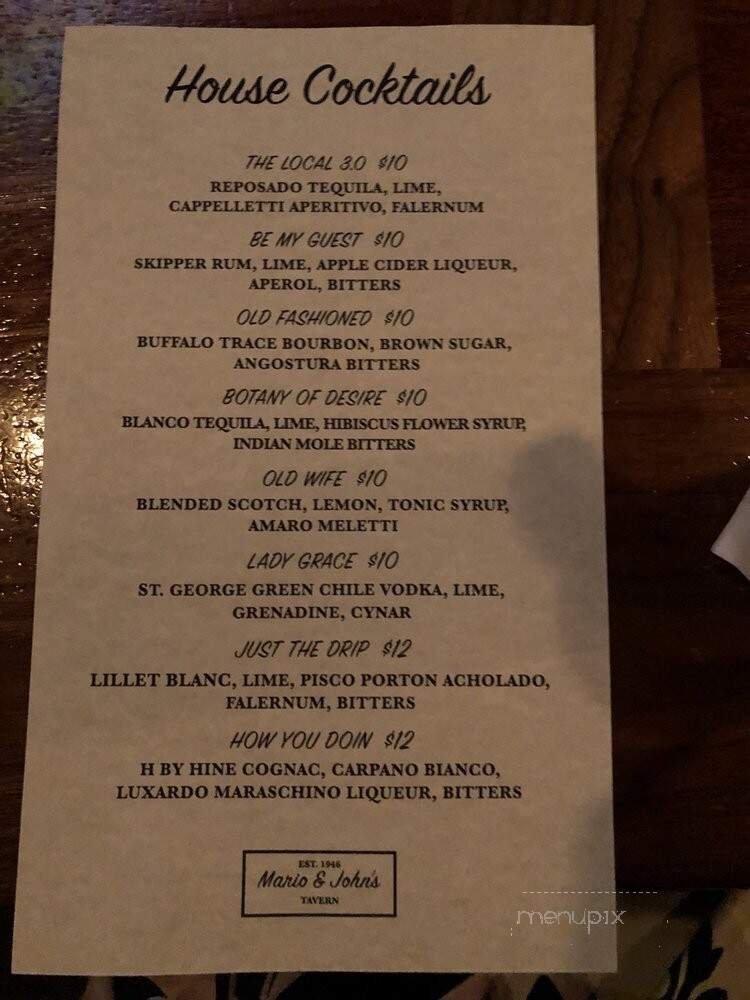 House Cocktails
THE LOCAL 3.0 $10
REPOSADO TEQUILA, LIME,
CAPPELLETTI APERITIVO, FALERNUM
BE MY GUEST $10
SKIPPER RUM, LIME, APPLE CIDER LIQUEUR,
APEROL, BITTERS
OLD FASHIONED $10
BUFFALO TRACE BOURBON, BROWN SUGAR,
ANGOSTURA BITTERS
BOTANY OF DESIRE $10
BLANCO TEQUILA, LIME, HIBISCUS FLOWER SYRUP,
INDIAN MOLE BITTERS
OLD WIFE $10
BLENDED SCOTCH, LEMON, TONIC SYRUP,
AMARO MELETTI
LADY GRACE $10
ST. GEORGE GREEN CHILE VODKA, LIME,
GRENADINE, CYNAR
JUST THE DRIP $12
LILLET BLANC, LIME, PISCO PORTON ACHOLADO,
FALERNUM, BITTERS
HOW YOU DOIN $12
H BY HINE COGNAC, CARPANO BIANCO,
LUXARDO MARASCHINO LIQUEUR, BITTERS
EST. 1946
Mario & John's
TAVERN
menupix